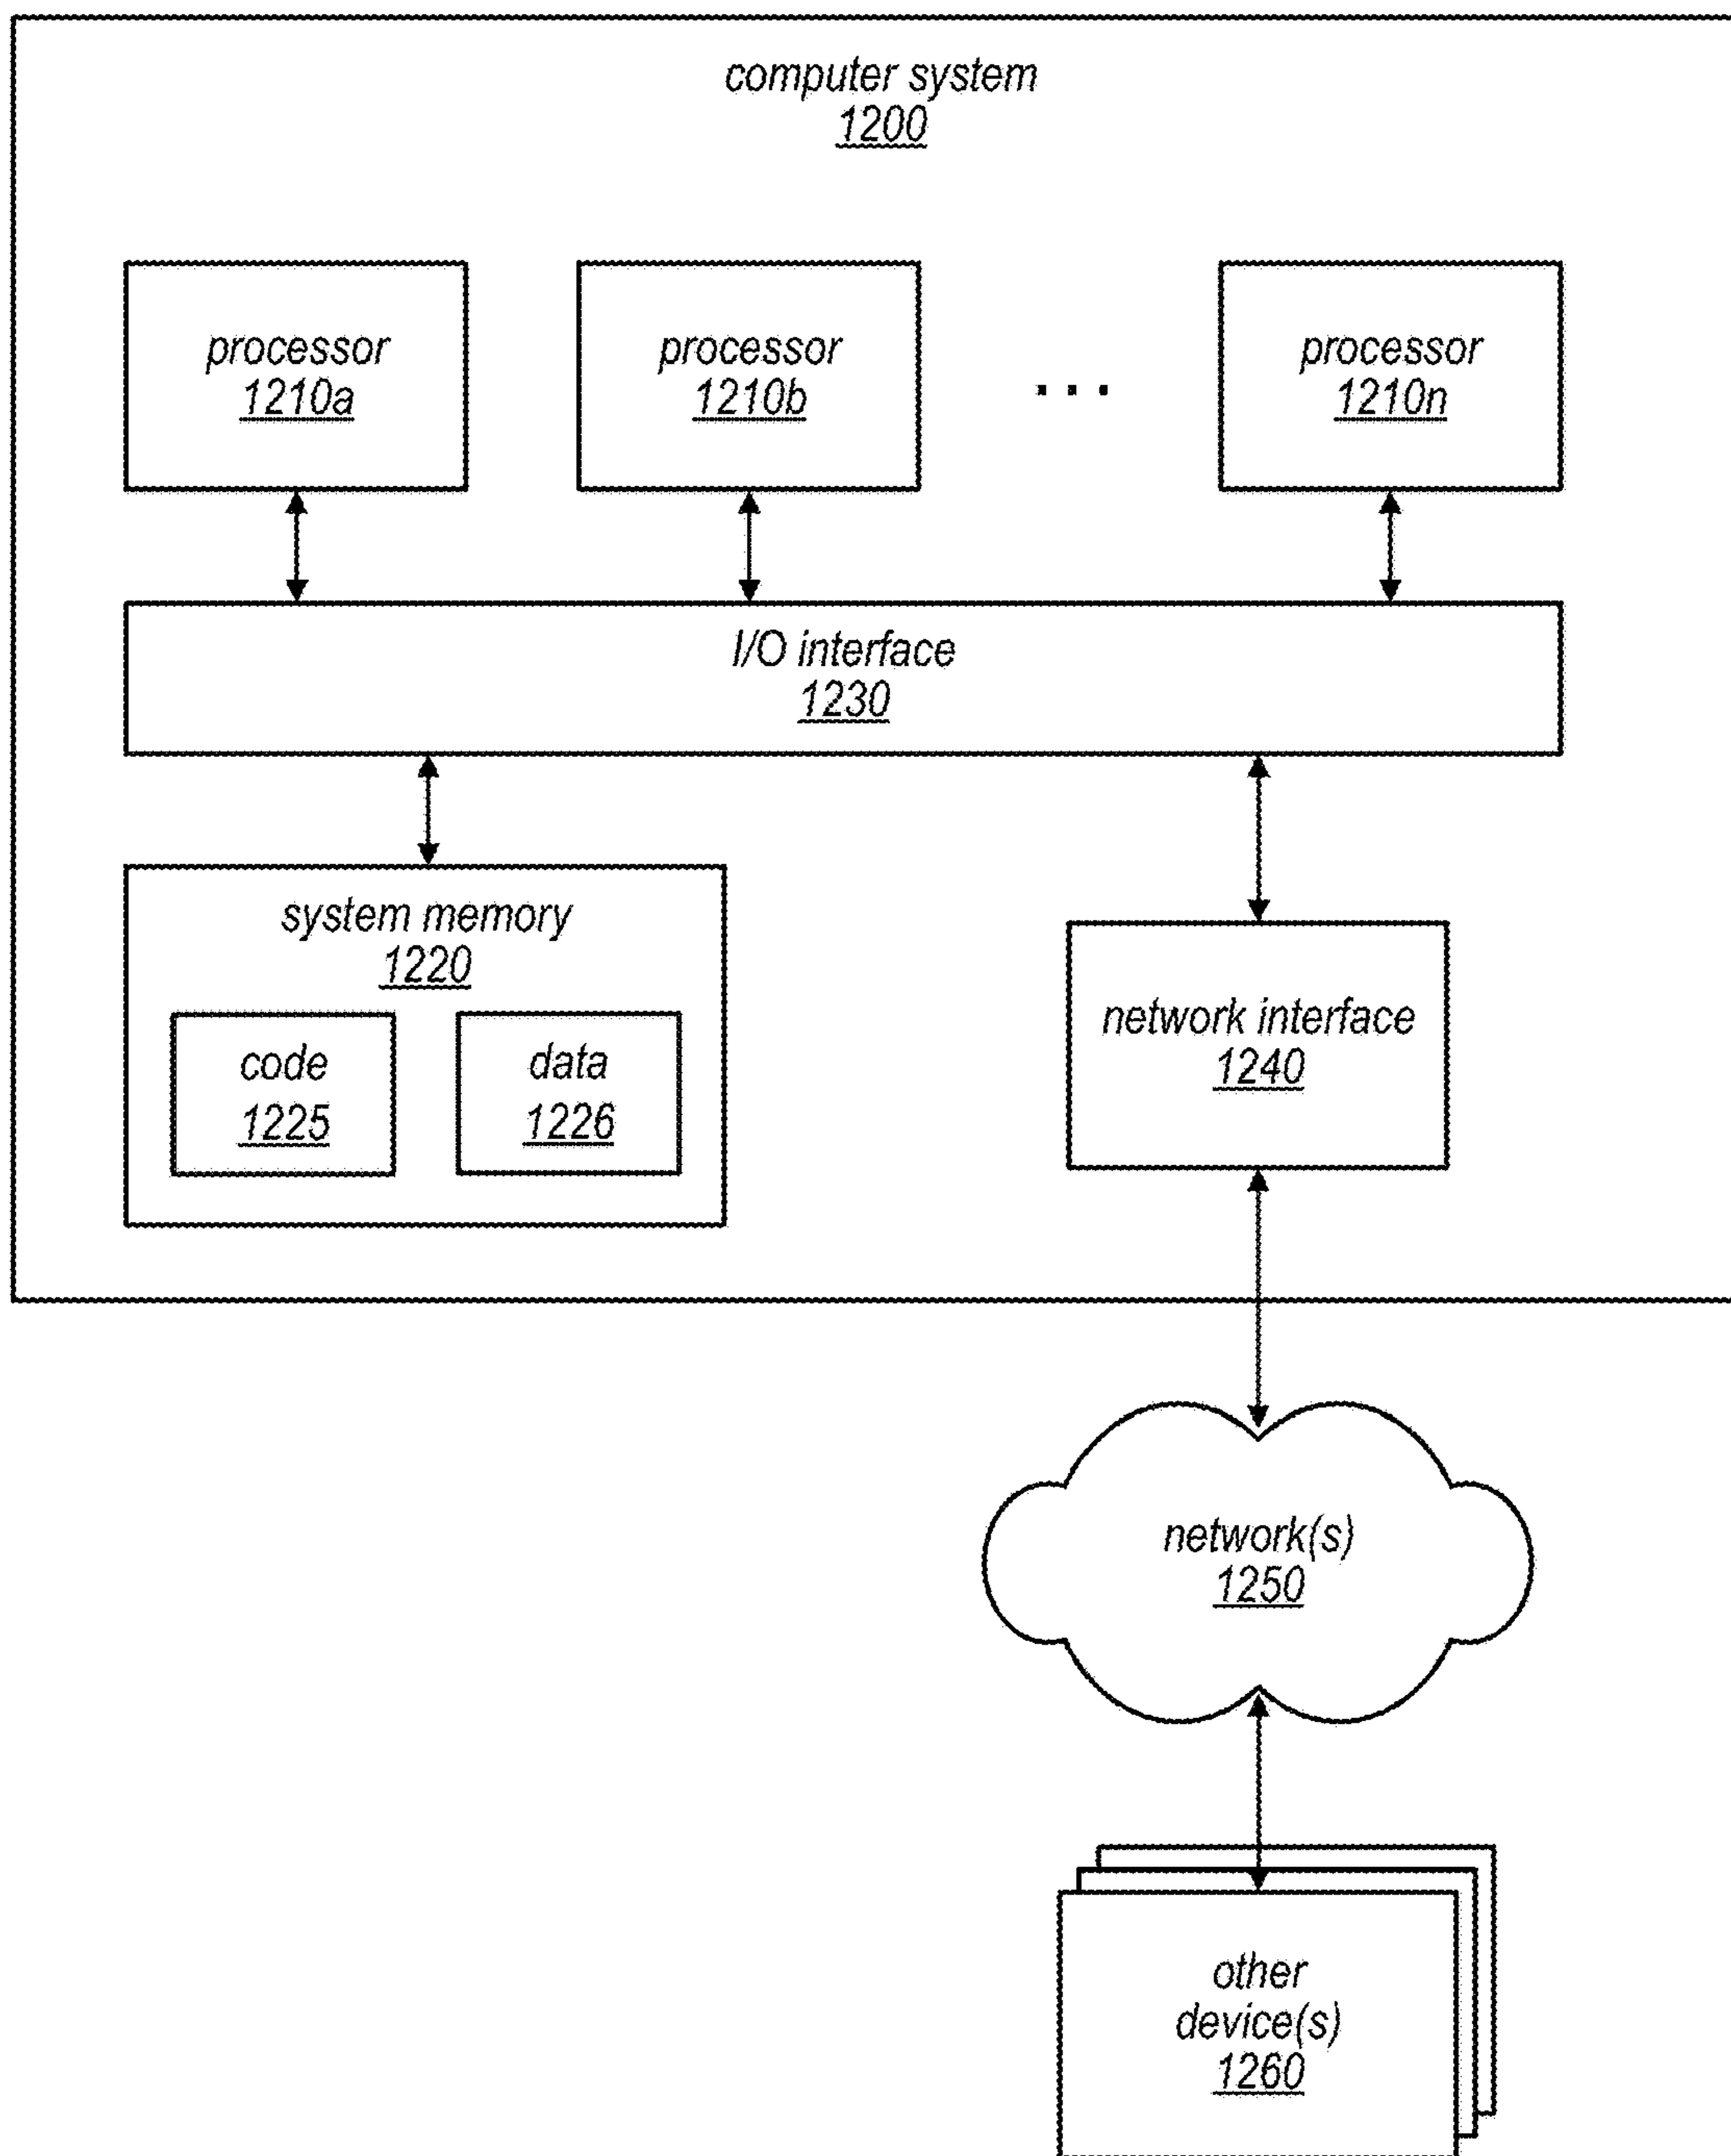 computer system
1200
processor
1210a
processor
1210b
. . .
processor
1210n
I/O interface
1230
system memory
1220
code
1225
data
1226
network interface
1240
network(s)
1250
other
device(s)
1260